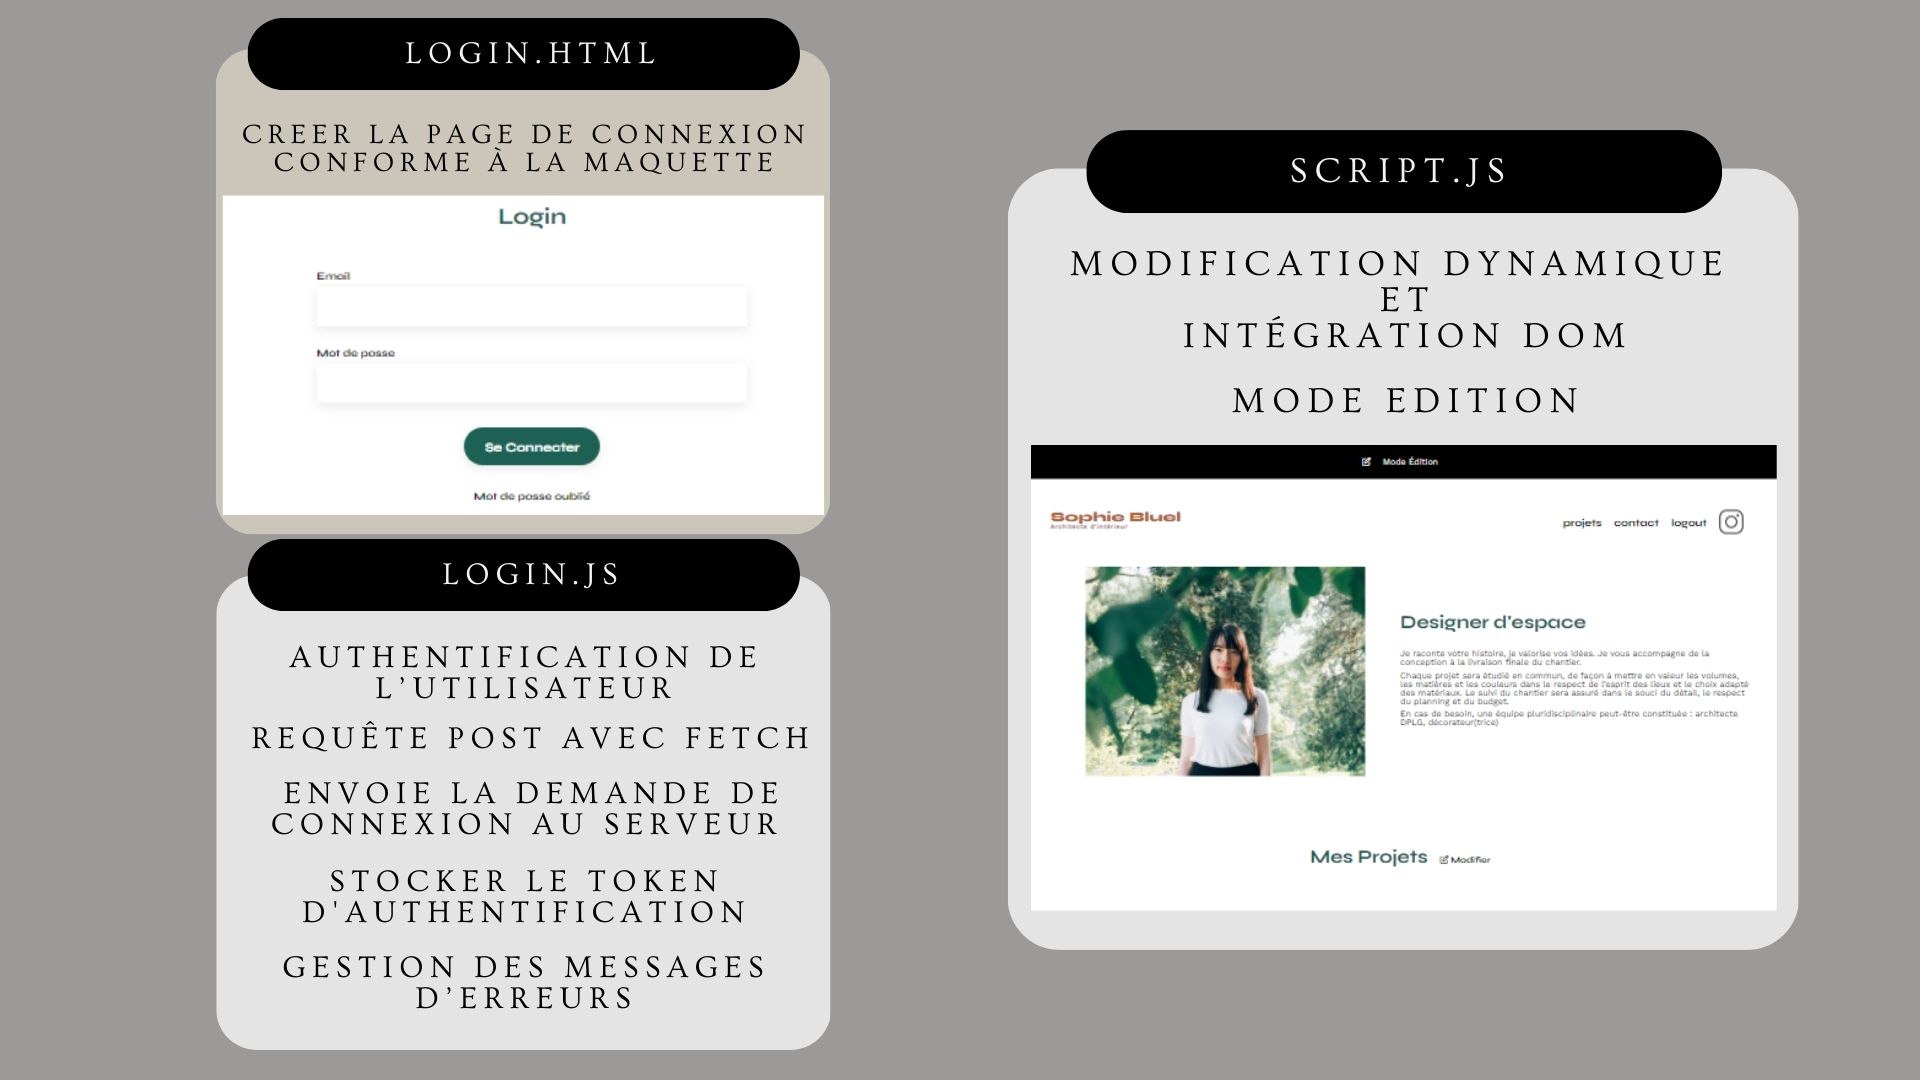 LOGIN.HTML
CREER LA PAGE DE CONNEXION
CONFORME À LA MAQUETTE
Login
Email
Mot de passe
Se Connecter
Mot de passe oublié
LOGIN.JS
AUTHENTIFICATION DE
L’UTILISATEUR
REQUÊTE POST AVEC FETCH
ENVOIE LA DEMANDE DE
CONNEXION AU SERVEUR
STOCKER LE TOKEN
D'AUTHENTIFICATION
GESTION DES MESSAGES
D’ERREURS
SCRIPT.JS
MODIFICATION DYNAMIQUE
ET
INTÉGRATION DOM
MODE EDITION
Mode Édition
Sophie Bluel
Architecte d'intérieur
projets contact logout
Designer d'espace
Je raconte votre histoire, je valorise vos idées. Je vous accompagne de la
conception à la livraison finale du chantier.
Chaque projet sera étudié en commun, de façon à mettre en valeur les volumes,
les matières et les couleurs dans le respect de l'esprit des lieux et le choix adapté
des matériaux. Le suivi du chantier sera assuré dans le souci du détail, le respect
du planning et du budget.
En cas de besoin, une équipe pluridisciplinaire peut-être constituée : architecte
DPLG, décorateur(trice)
Mes Projets Modifier